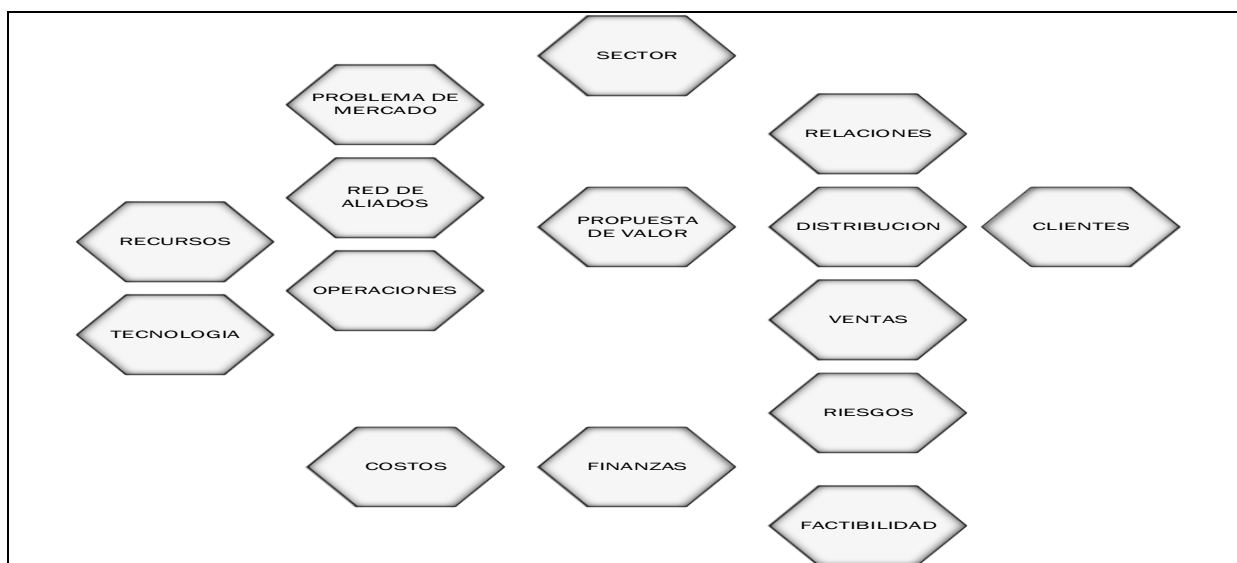 SECTOR
PROBLEMA DE
MERCADO
RELACIONES
RED DE
ALIADOS
RECURSOS
PROPUESTA
DE VALOR
DISTRIBUCION
CLIENTES
OPERACIONES
TECNOLOGIA
VENTAS
RIESGOS
COSTOS
FINANZAS
FACTIBILIDAD